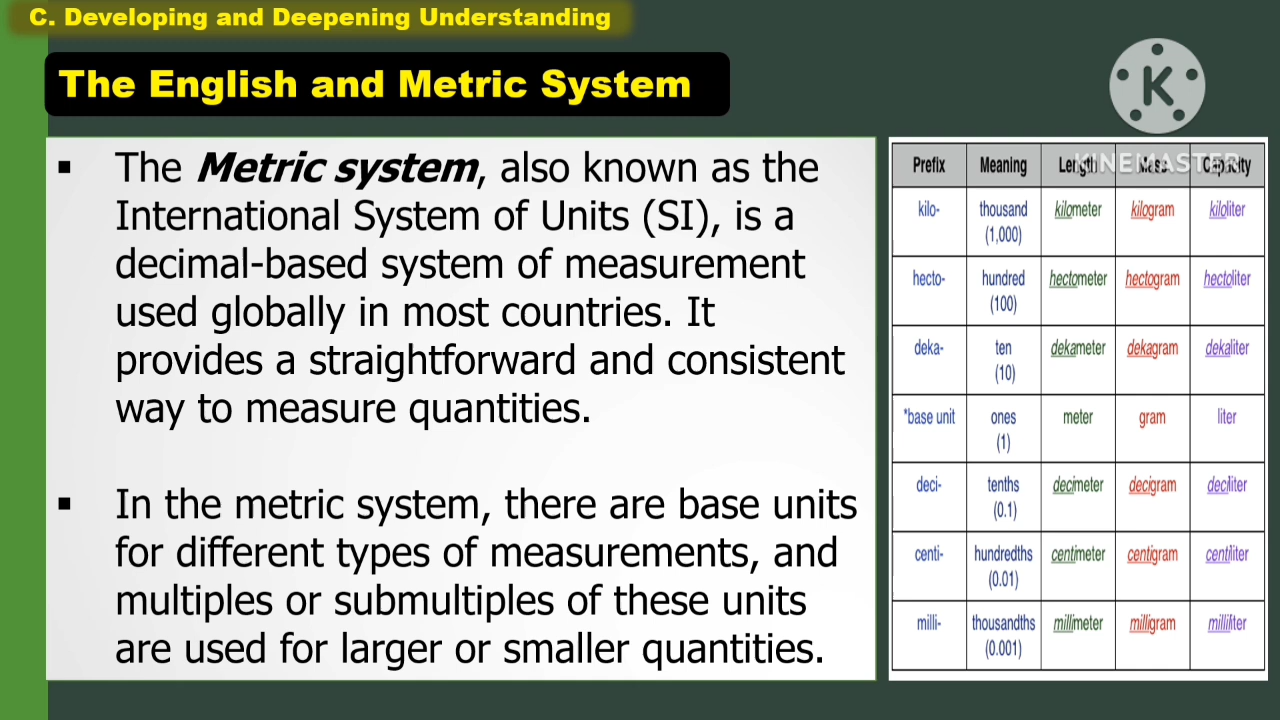 C. Developing and Deepening Understanding
The English and Metric System
K
KINEMASTER
▪ The Metric system, also known as the
International System of Units (SI), is a
decimal-based system of measurement
used globally in most countries. It
provides a straightforward and consistent
way to measure quantities.
▪ In the metric system, there are base units
for different types of measurements, and
multiples or submultiples of these units
are used for larger or smaller quantities.
Prefix Meaning Length Mass Capacity
kilo- thousand kilometer kilogram kiloliter
(1,000)
hecto- hundred hectometer hectogram hectoliter
(100)
deka- ten dekameter dekagram dekaliter
(10)
*base unit ones meter gram liter
(1)
deci- tenths decimeter decigram deciliter
(0.1)
centi- hundredths centimeter centigram centiliter
(0.01)
milli- thousandths millimeter milligram milliliter
(0.001)